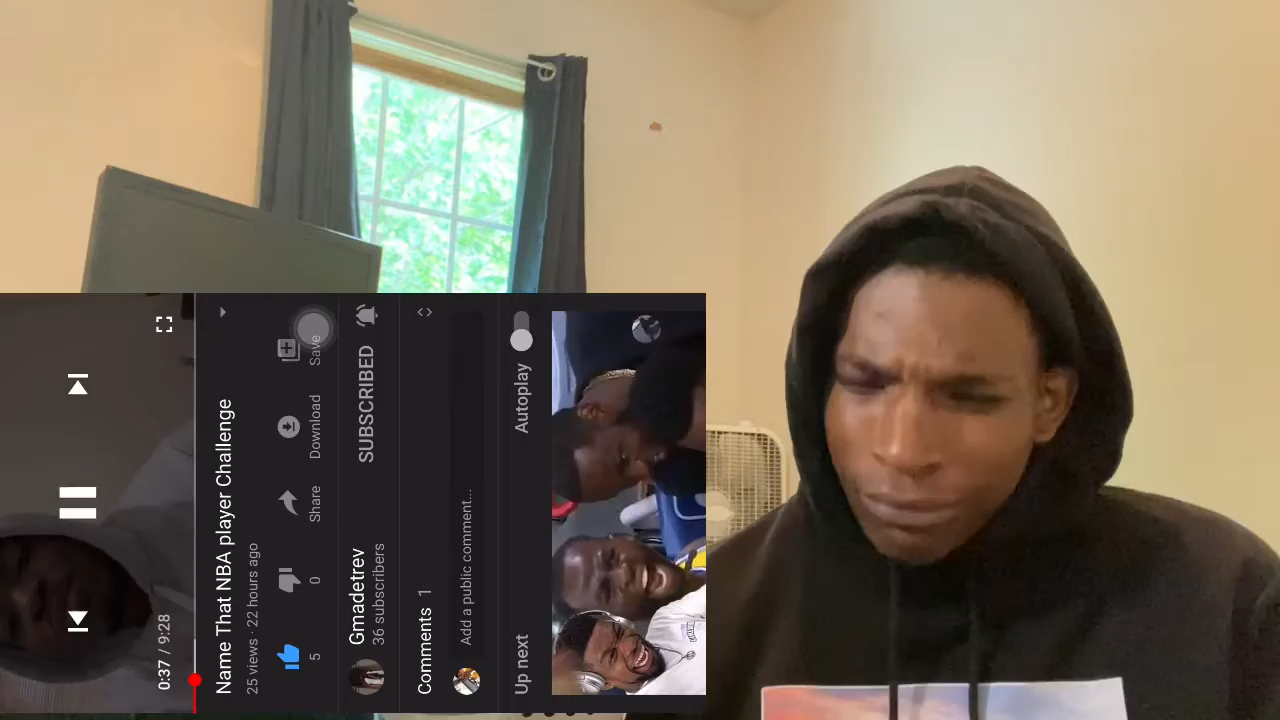 0:37 / 9:28
Name That NBA player Challenge
25 views · 22 hours ago
5
0
Share
Download
Save
Gmadetrev
36 subscribers
SUBSCRIBED
Comments 1
Add a public comment...
Up next
Autoplay